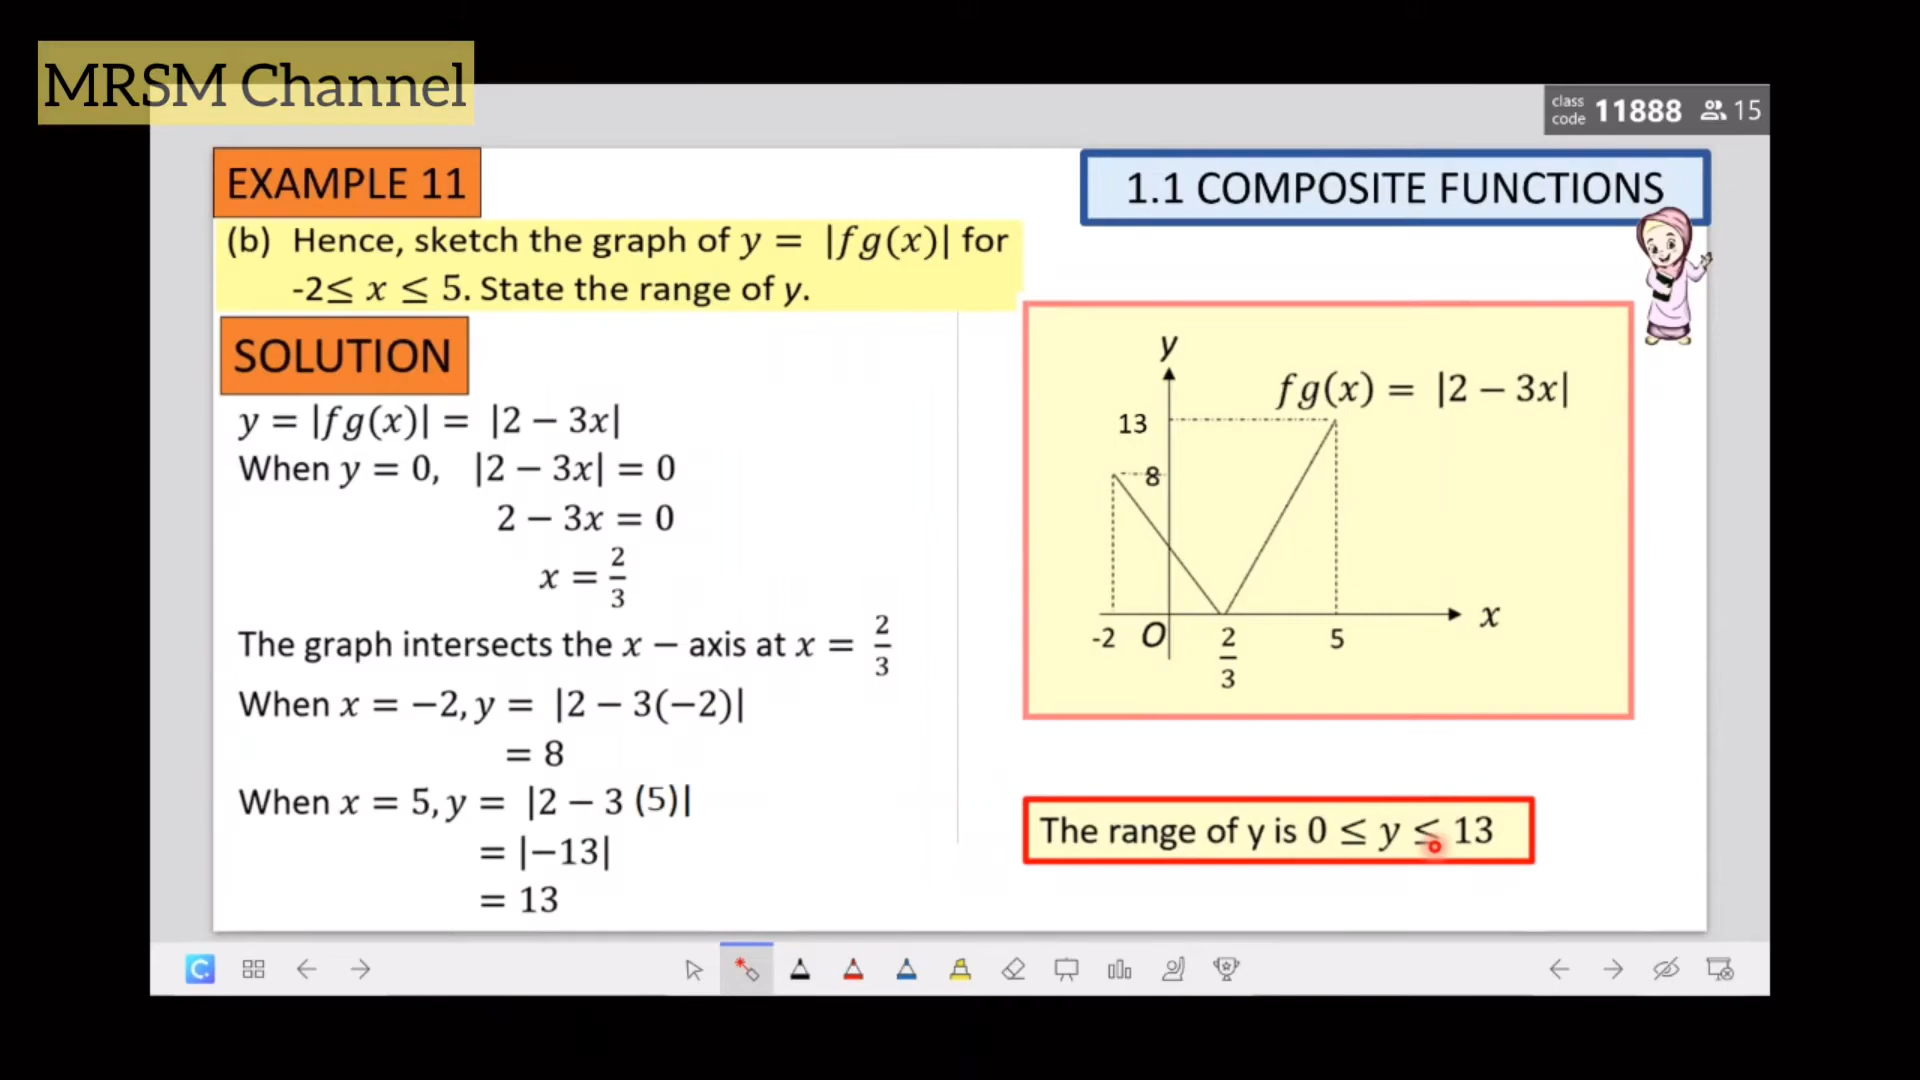 MRSM Channel
class code 11888 15
EXAMPLE 11
1.1 COMPOSITE FUNCTIONS
(b) Hence, sketch the graph of y = |fg(x)| for
-2≤ x ≤ 5. State the range of y.
SOLUTION
y = |fg(x)| = |2 − 3x|
When y = 0, |2 − 3x| = 0
2 − 3x = 0
x = 2/3
The graph intersects the x − axis at x = 2/3
When x = −2, y = |2 − 3(−2)|
= 8
When x = 5, y = |2 − 3 (5)|
= |−13|
= 13
y
fg(x) = |2 − 3x|
13
8
x
-2 O 2/3 5
The range of y is 0 ≤ y ≤ 13